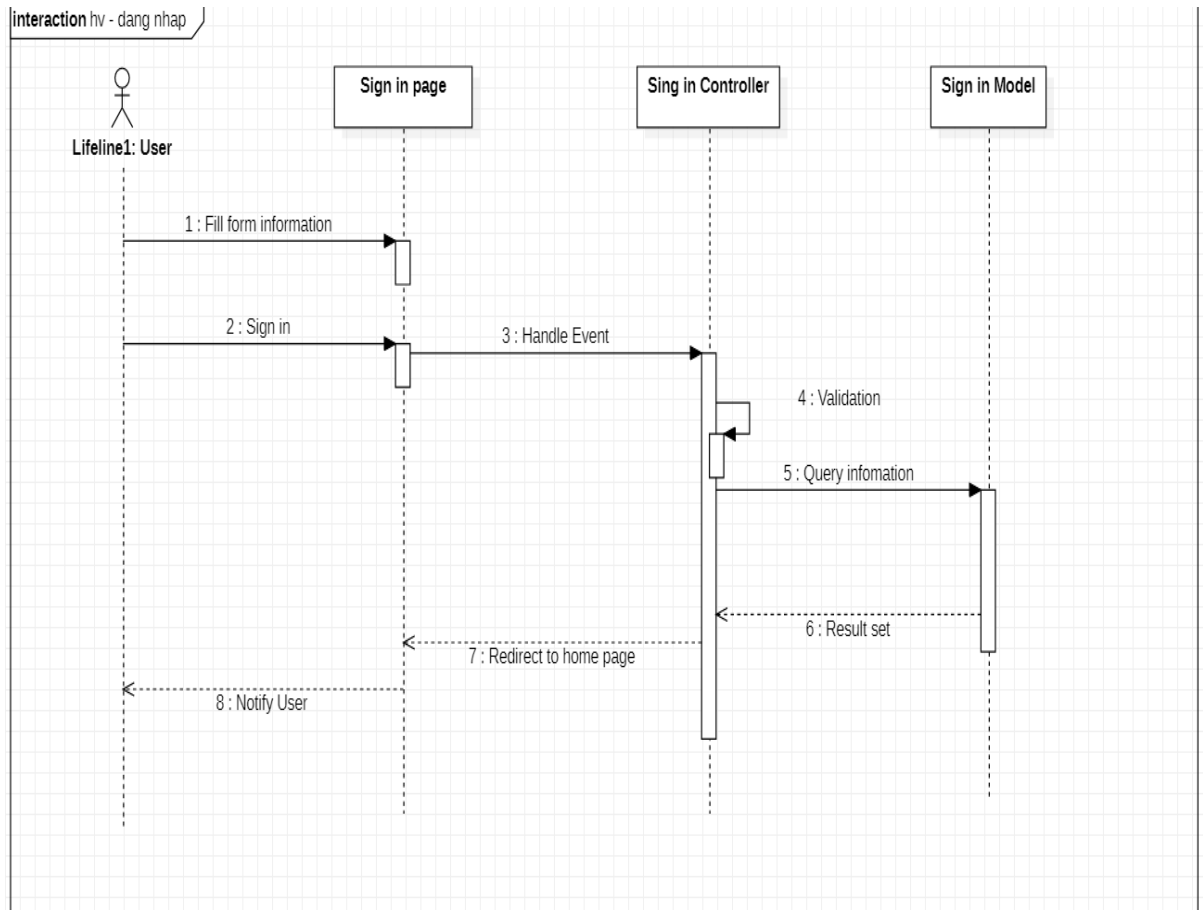 interaction hv - dang nhap
Sign in page
Sing in Controller
Sign in Model
Lifeline1: User
1 : Fill form information
2 : Sign in
3 : Handle Event
4 : Validation
5 : Query infomation
6 : Result set
7 : Redirect to home page
8 : Notify User